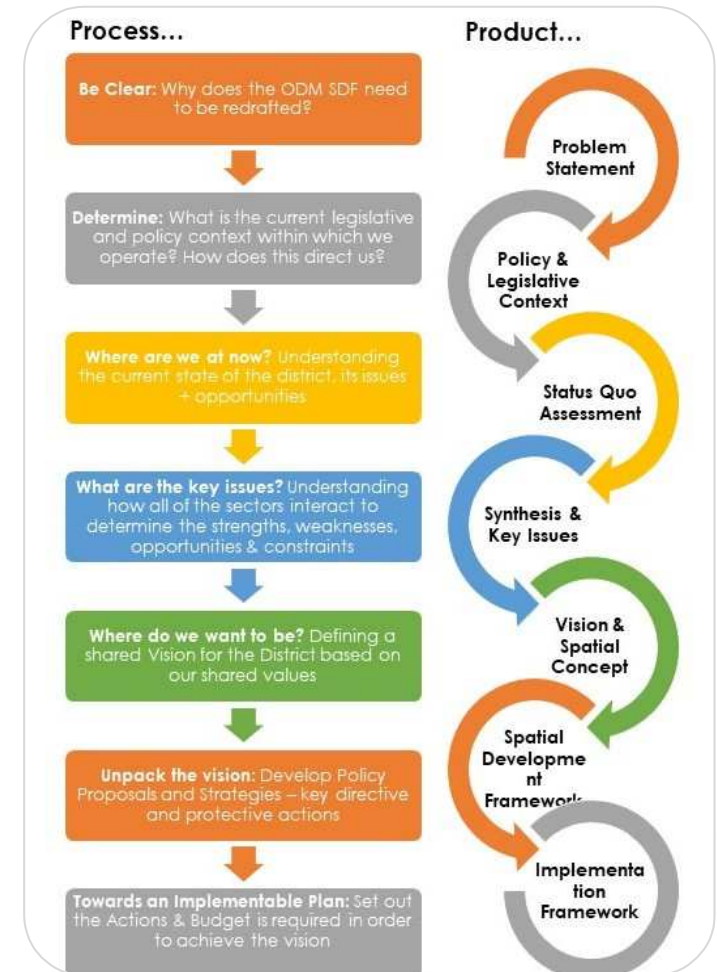 Process...
Be Clear: Why does the ODM SDF need
to be redrafted?
Determine: What is the current legislative
and policy context within which we
operate? How does this direct us?
Where are we at now? Understanding
the current state of the district, its issues
+ opportunities
What are the key issues? Understanding
how all of the sectors interact to
determine the strengths, weaknesses,
opportunities & constraints
Where do we want to be? Defining a
shared Vision for the District based on
our shared values
Unpack the vision: Develop Policy
Proposals and Strategies – key directive
and protective actions
Towards an Implementable Plan: Set out
the Actions & Budget is required in order
to achieve the vision
Product...
Problem
Statement
Policy &
Legislative
Context
Status Quo
Assessment
Synthesis &
Key Issues
Vision &
Spatial
Concept
Spatial
Developme
nt
Framework
Implementa
tion
Framework